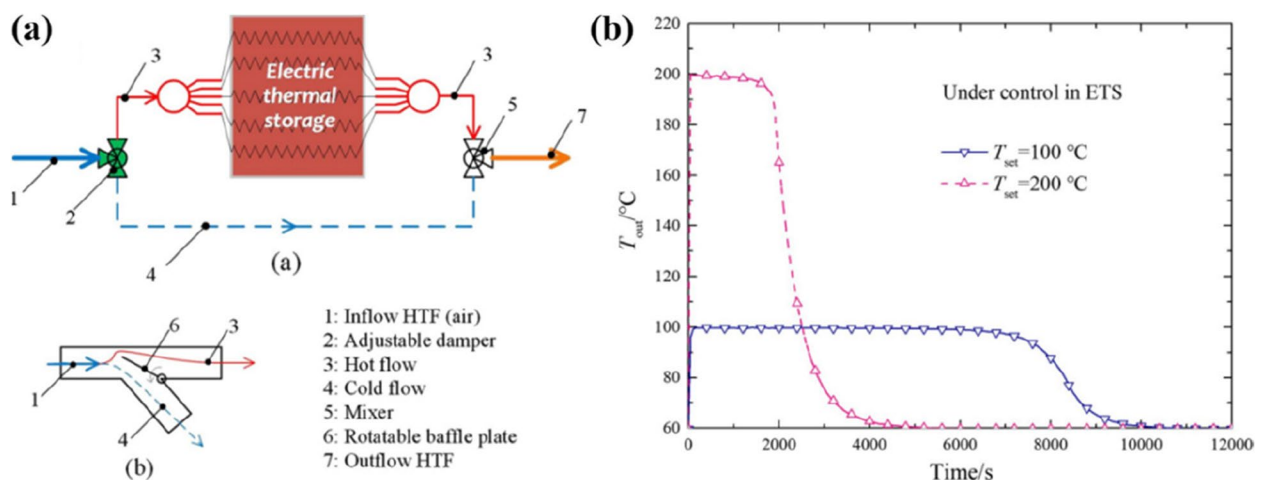 (a)
3
3
Electric
thermal
storage
5
7
1
2
4
(a)
6
3
1
4
(b)
1: Inflow HTF (air)
2: Adjustable damper
3: Hot flow
4: Cold flow
5: Mixer
6: Rotatable baffle plate
7: Outflow HTF
(b)
220
200
180
160
140
120
100
80
60
T_out/°C
Under control in ETS
T_set=100 °C
T_set=200 °C
0 2000 4000 6000 8000 10000 12000
Time/s